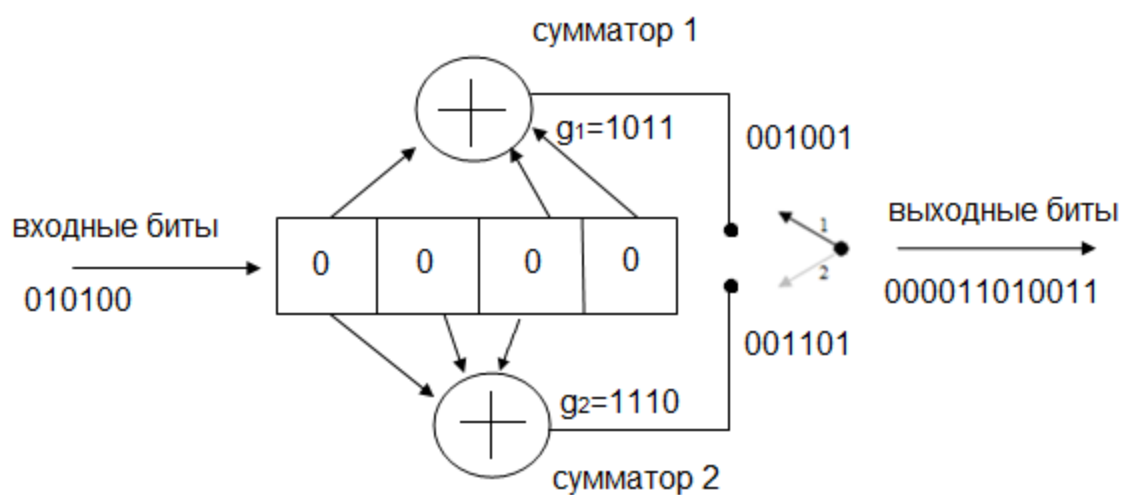 сумматор 1
g1=1011
001001
входные биты
010100
0 0 0 0
1
2
выходные биты
000011010011
001101
g2=1110
сумматор 2